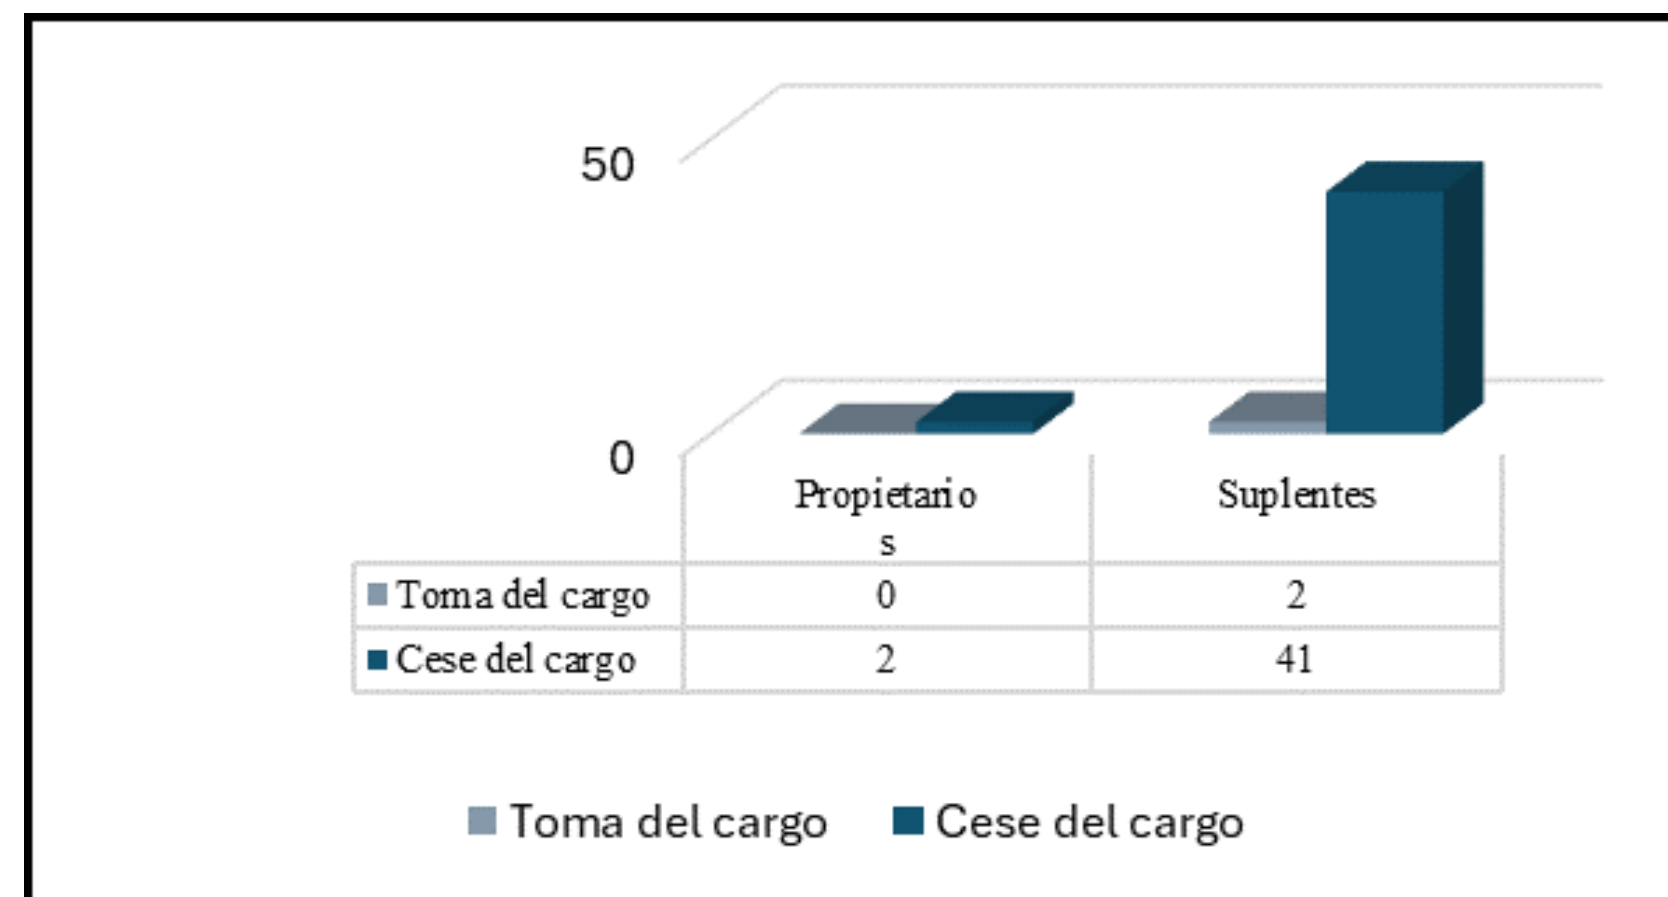 50
0
Propietario
s
Suplentes
Toma del cargo 0 2
Cese del cargo 2 41
Toma del cargo Cese del cargo